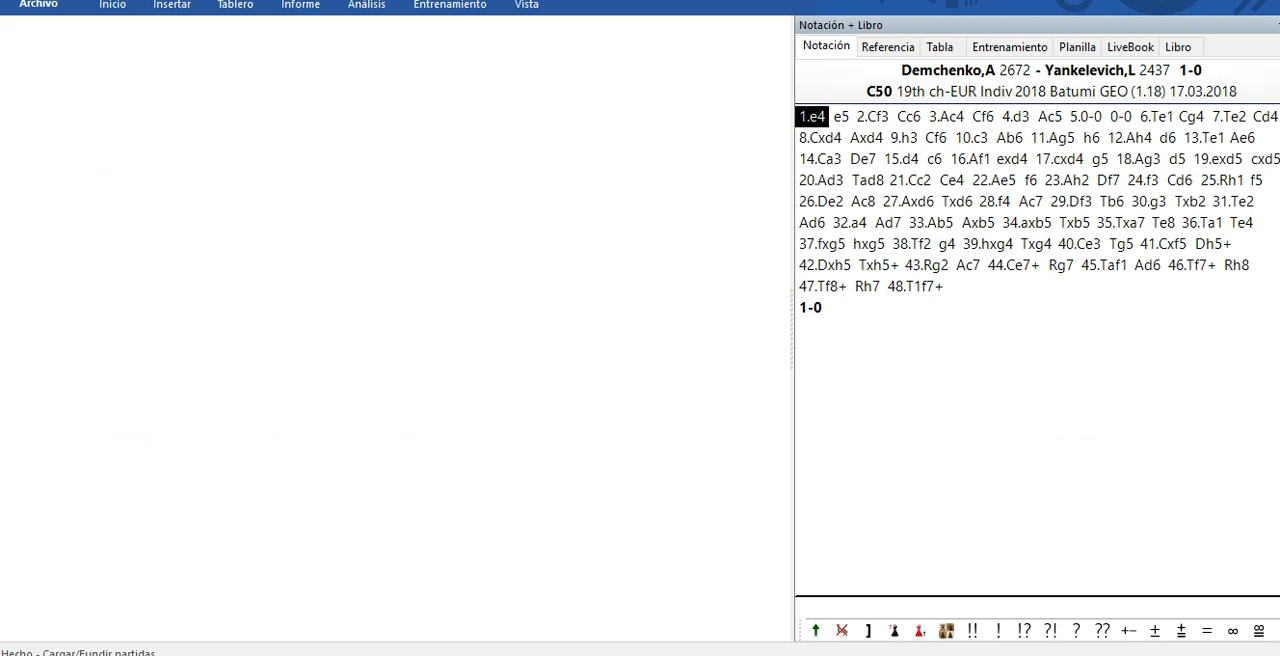 Archivo Inicio Insertar Tablero Informe Análisis Entrenamiento Vista
Notación + Libro
Notación Referencia Tabla Entrenamiento Planilla LiveBook Libro
Demchenko,A 2672 - Yankelevich,L 2437 1-0
C50 19th ch-EUR Indiv 2018 Batumi GEO (1.18) 17.03.2018
1.e4 e5 2.Cf3 Cc6 3.Ac4 Cf6 4.d3 Ac5 5.0-0 0-0 6.Te1 Cg4 7.Te2 Cd4
8.Cxd4 Axd4 9.h3 Cf6 10.c3 Ab6 11.Ag5 h6 12.Ah4 d6 13.Te1 Ae6
14.Ca3 De7 15.d4 c6 16.Af1 exd4 17.cxd4 g5 18.Ag3 d5 19.exd5 cxd5
20.Ad3 Tad8 21.Cc2 Ce4 22.Ae5 f6 23.Ah2 Df7 24.f3 Cd6 25.Rh1 f5
26.De2 Ac8 27.Axd6 Txd6 28.f4 Ac7 29.Df3 Tb6 30.g3 Txb2 31.Te2
Ad6 32.a4 Ad7 33.Ab5 Axb5 34.axb5 Txb5 35.Txa7 Te8 36.Ta1 Te4
37.fxg5 hxg5 38.Tf2 g4 39.hxg4 Txg4 40.Ce3 Tg5 41.Cxf5 Dh5+
42.Dxh5 Txh5+ 43.Rg2 Ac7 44.Ce7+ Rg7 45.Taf1 Ad6 46.Tf7+ Rh8
47.Tf8+ Rh7 48.T1f7+
1-0
] !! ! !? ?! ? ?? +− ± ⩲ = ∞ ⯹
Hecho - Cargar/Fundir partidas